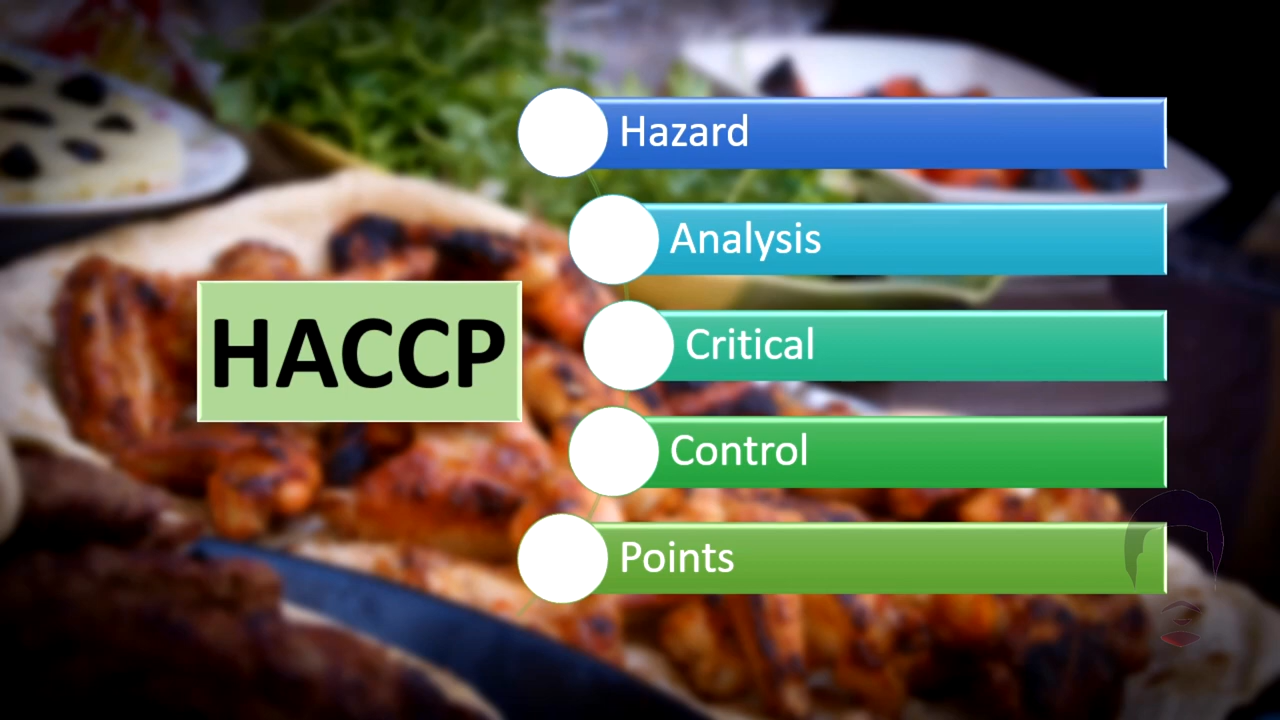 HACCP
Hazard
Analysis
Critical
Control
Points